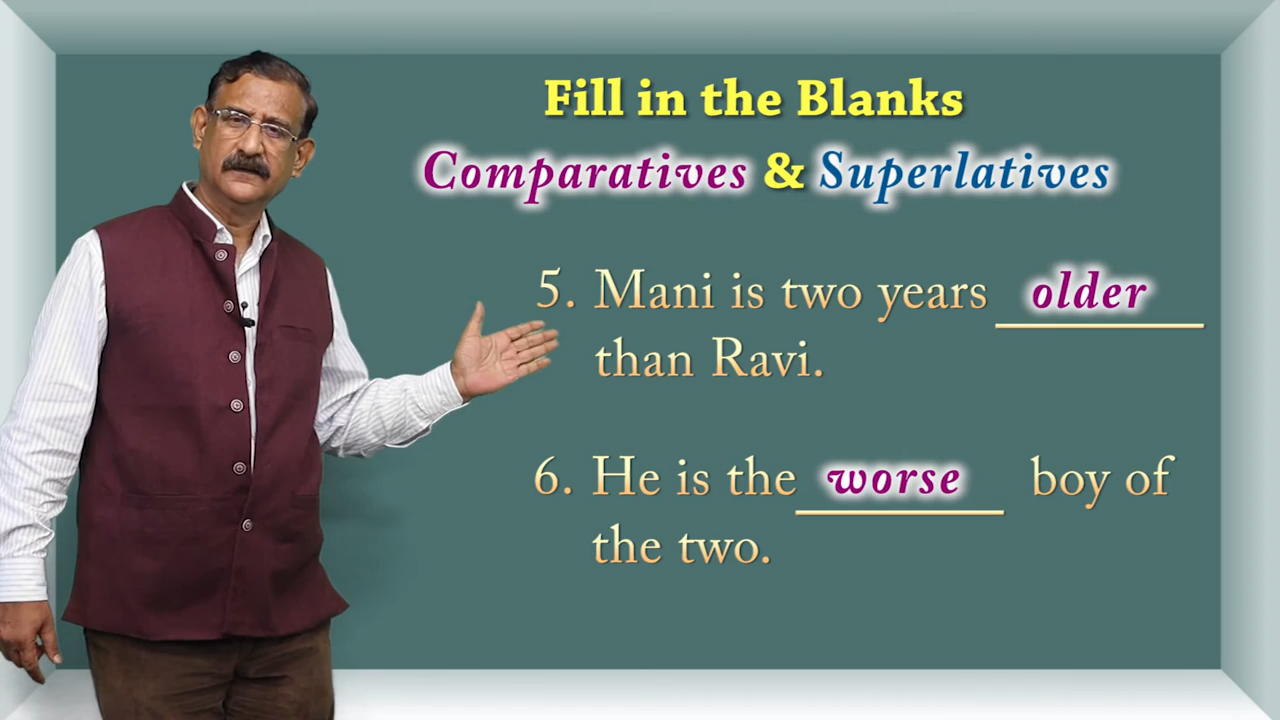 Fill in the Blanks
Comparatives & Superlatives
5. Mani is two years older
than Ravi.
6. He is the worse boy of
the two.